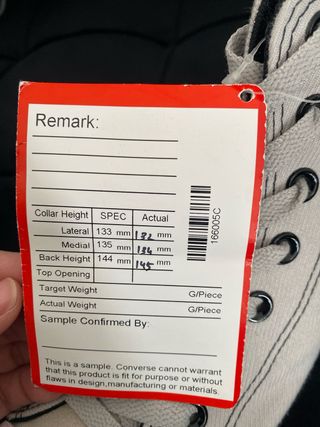 Remark:
Collar Height SPEC Actual
Lateral 133 mm 132 mm
Medial 135 mm 134 mm
Back Height 144 mm 145 mm
Top Opening
Target Weight G/Piece
Actual Weight G/Piece
Sample Confirmed By:
This is a sample. Converse cannot warrant
that this product is fit for purpose or without
flaws in design,manufacturing or materials.
166005C